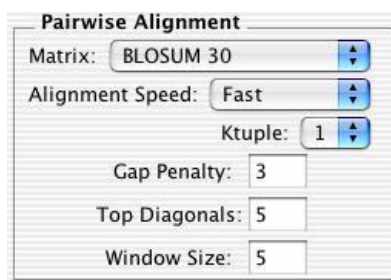 Pairwise Alignment
Matrix: BLOSUM 30
Alignment Speed: Fast
Ktuple: 1
Gap Penalty: 3
Top Diagonals: 5
Window Size: 5